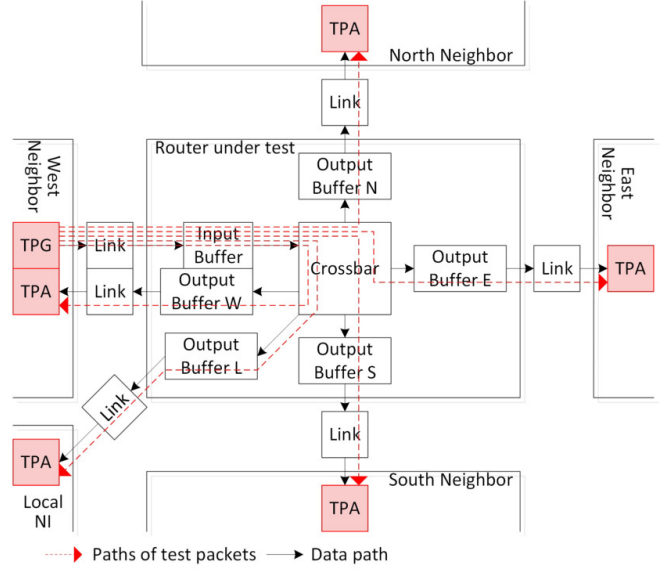 TPA
North Neighbor
Link
Router under test
West
Neighbor
East
Neighbor
Output
Buffer N
TPG
Link
Input
Buffer
Crossbar
Output
Buffer E
Link
TPA
TPA
Link
Output
Buffer W
Output
Buffer L
Output
Buffer S
Link
Link
TPA
Local
NI
South Neighbor
TPA
Paths of test packets
Data path